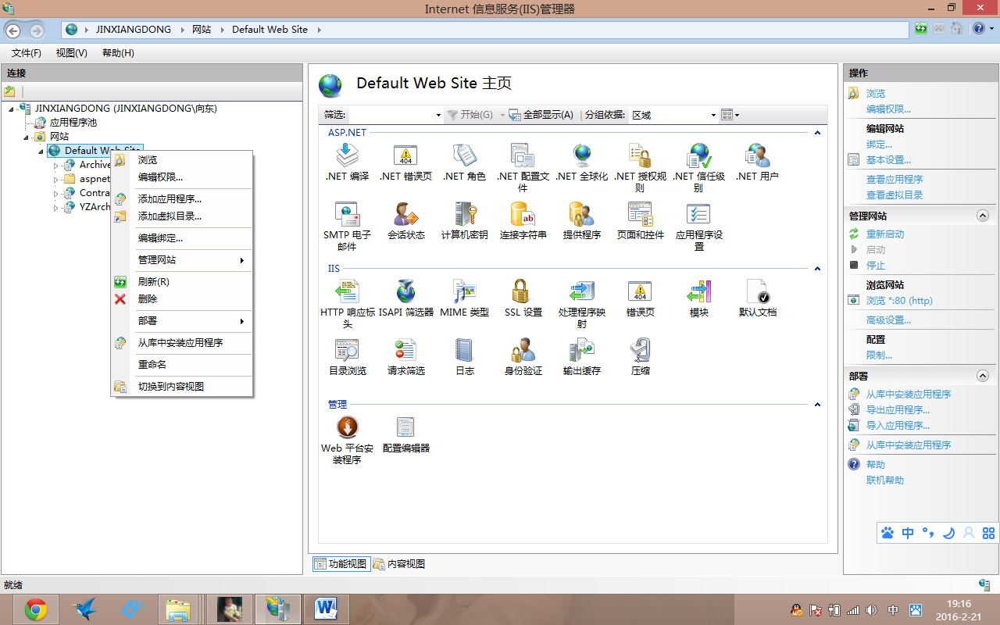 Internet 信息服务(IIS)管理器
JINXIANGDONG 网站 Default Web Site
文件(F) 视图(V) 帮助(H)
连接
JINXIANGDONG (JINXIANGDONG\向东)
应用程序池
网站
Default Web Site
Archive
aspnet
Contra
YZArch
浏览
编辑权限...
添加应用程序...
添加虚拟目录...
编辑绑定...
管理网站
刷新(R)
删除
部署
从库中安装应用程序
重命名
切换到内容视图
Default Web Site 主页
筛选: 开始(G) 全部显示(A) 分组依据: 区域
ASP.NET
.NET 编译
.NET 错误页
404
.NET 角色
.NET 配置文件
.NET 全球化
.NET 授权规则
.NET 信任级别
.NET 用户
SMTP 电子邮件
会话状态
计算机密钥
连接字符串
ab
提供程序
页面和控件
应用程序设置
IIS
HTTP 响应标头
ISAPI 筛选器
MIME 类型
SSL 设置
处理程序映射
错误页
404
模块
默认文档
目录浏览
请求筛选
日志
身份验证
输出缓存
压缩
管理
Web 平台安装程序
配置编辑器
功能视图 内容视图
操作
浏览
编辑权限...
编辑网站
绑定...
基本设置...
查看应用程序
查看虚拟目录
管理网站
重新启动
启动
停止
浏览网站
浏览 *:80 (http)
高级设置...
配置
限制...
部署
从库中安装应用程序
导出应用程序...
导入应用程序...
从库中安装应用程序
帮助
联机帮助
中
就绪
中
19:16
2016-2-21